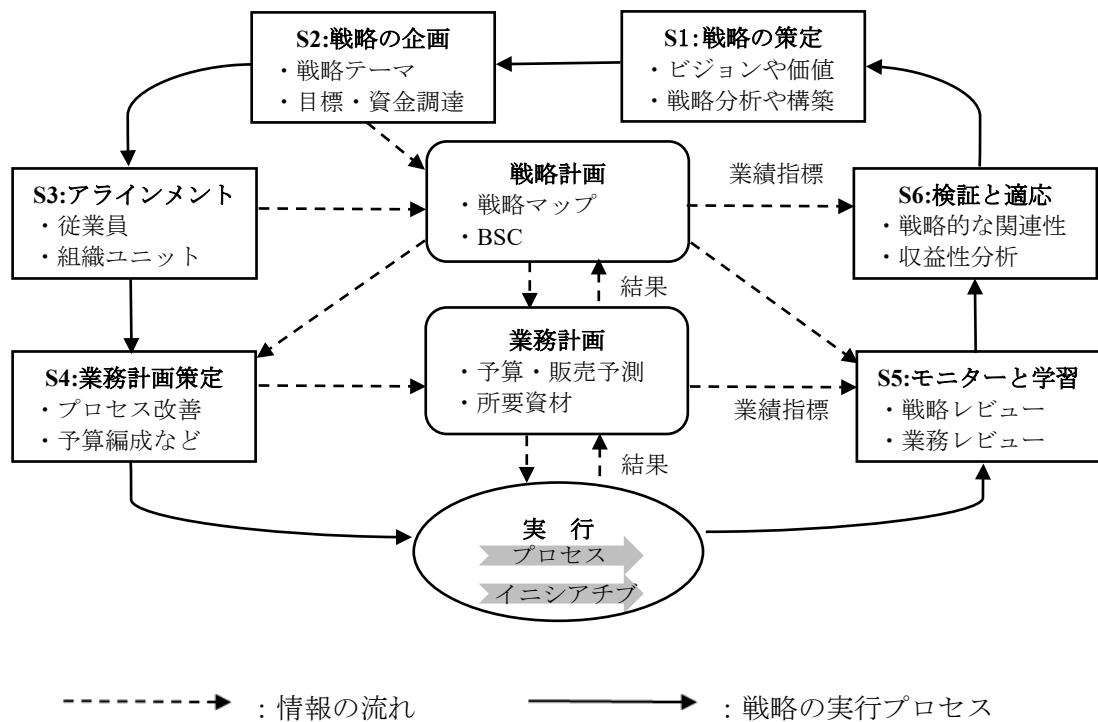 S2:戦略の企画
・戦略テーマ
・目標・資金調達
S1:戦略の策定
・ビジョンや価値
・戦略分析や構築
戦略計画
・戦略マップ
・BSC
業績指標
S3:アラインメント
・従業員
・組織ユニット
S6:検証と適応
・戦略的な関連性
・収益性分析
結果
業務計画
・予算・販売予測
・所要資材
S4:業務計画策定
・プロセス改善
・予算編成など
業績指標
S5:モニターと学習
・戦略レビュー
・業務レビュー
結果
実 行
プロセス
イニシアチブ
:情報の流れ
:戦略の実行プロセス